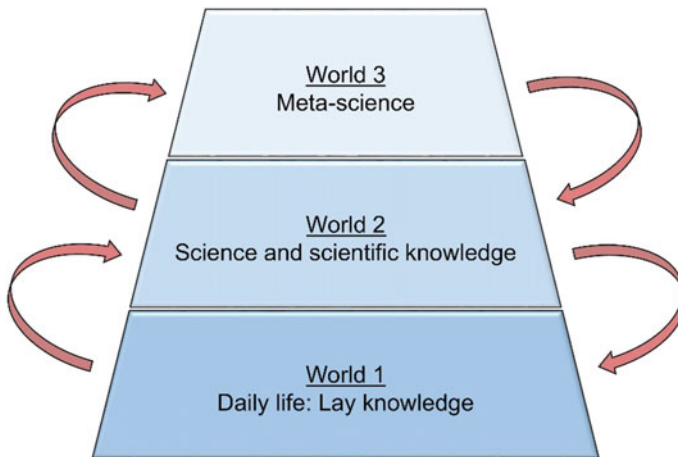 World 3
Meta-science
World 2
Science and scientific knowledge
World 1
Daily life: Lay knowledge